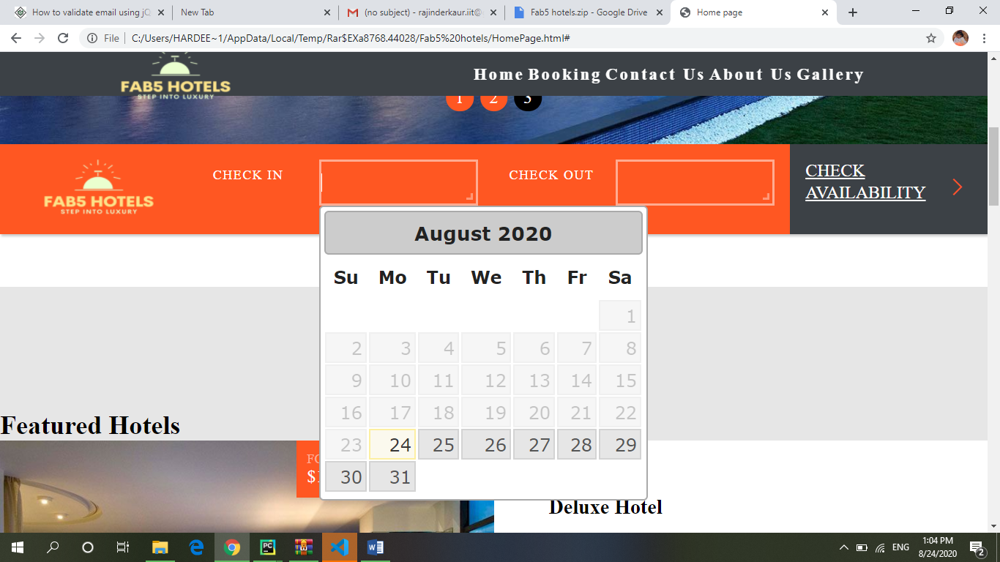 How to validate email using jQ
New Tab
(no subject) - rajinderkaur.iit@
Fab5 hotels.zip - Google Drive
Home page
File
C:/Users/HARDEE~1/AppData/Local/Temp/Rar$EXa8768.44028/Fab5%20hotels/HomePage.html#
FAB5 HOTELS
STEP INTO LUXURY
Home Booking Contact Us About Us Gallery
1 2 3
FAB5 HOTELS
STEP INTO LUXURY
CHECK IN
CHECK OUT
CHECK
AVAILABILITY
August 2020
Su Mo Tu We Th Fr Sa
1
2 3 4 5 6 7 8
9 10 11 12 13 14 15
16 17 18 19 20 21 22
23 24 25 26 27 28 29
30 31
Featured Hotels
$
Deluxe Hotel
PC
W
ENG
1:04 PM
8/24/2020
2